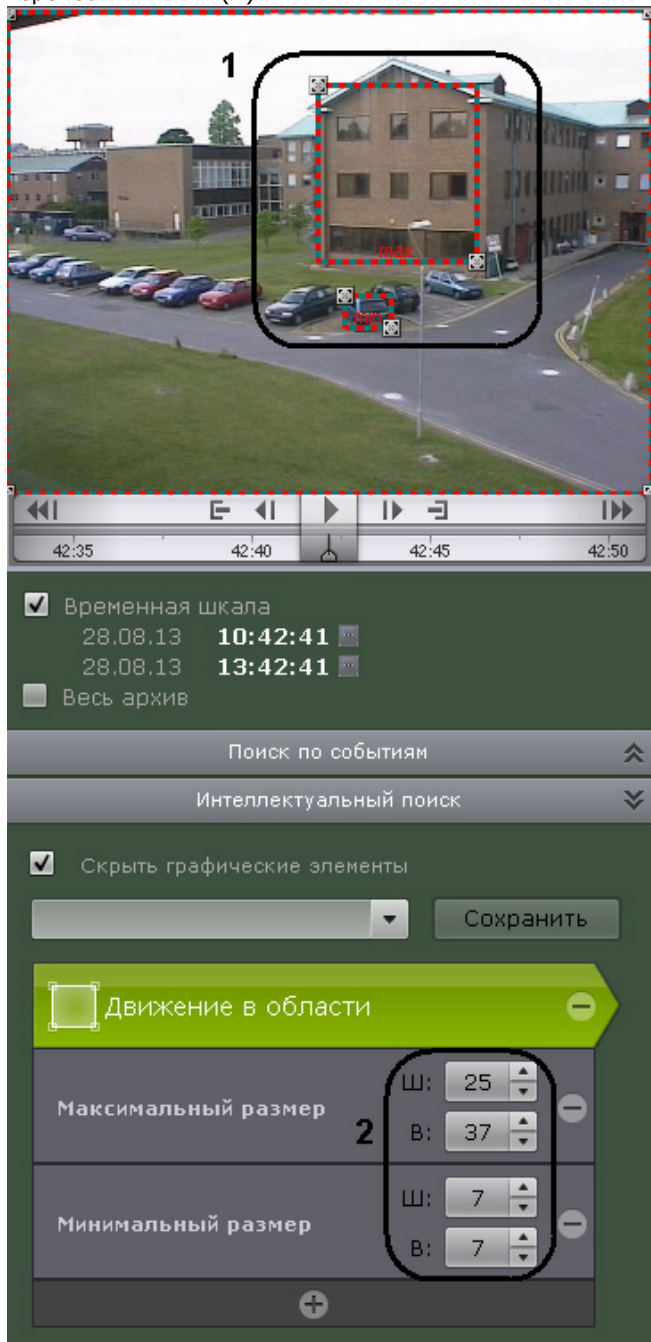 1
max
min
42:35 42:40 42:45 42:50
Временная шкала
28.08.13 10:42:41
28.08.13 13:42:41
Весь архив
Поиск по событиям
Интеллектуальный поиск
Скрыть графические элементы
Сохранить
Движение в области
Максимальный размер
Ш: 25
2
В: 37
Минимальный размер
Ш: 7
В: 7